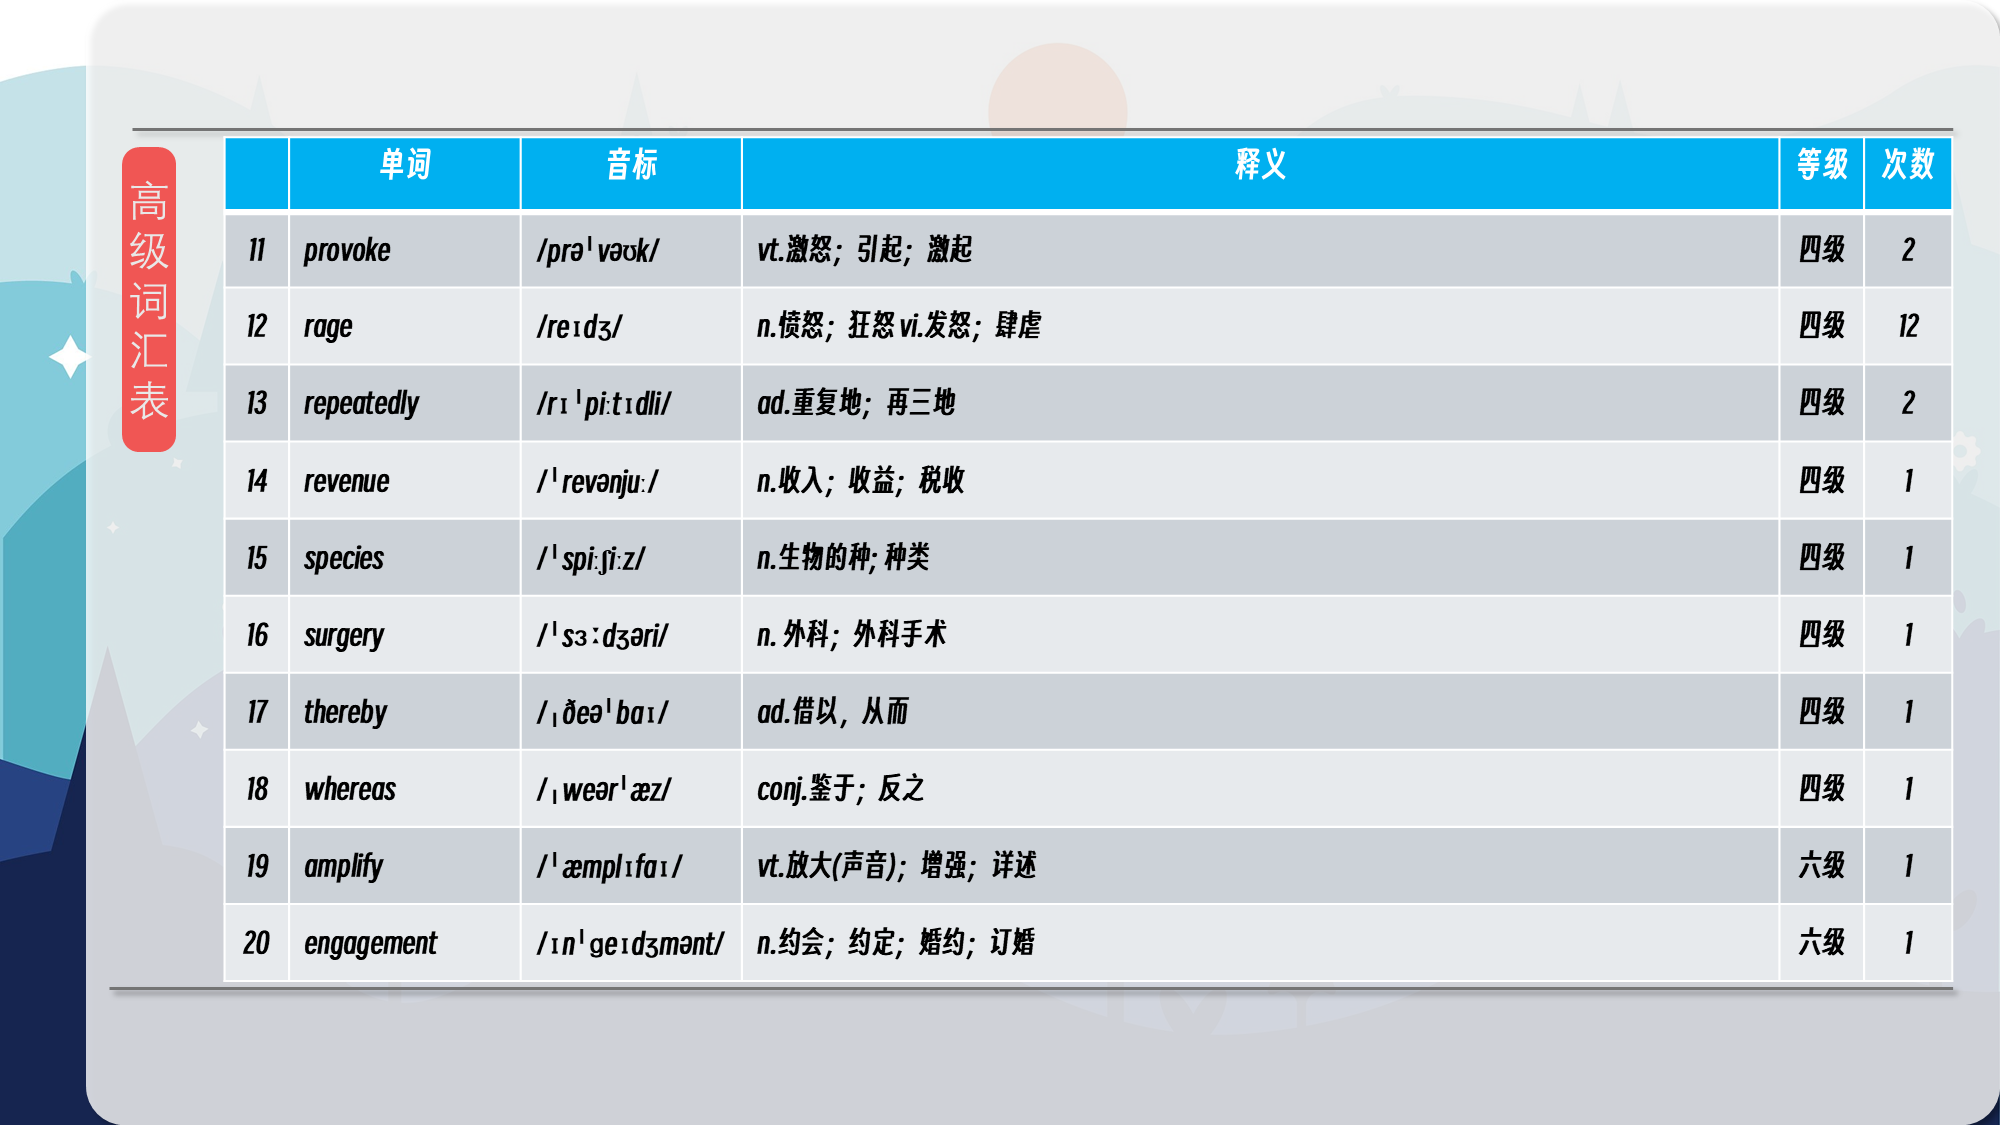 高级词汇表
单词 音标 释义 等级 次数
11 provoke /prəˈvəʊk/ vt.激怒；引起；激起 四级 2
12 rage /reɪdʒ/ n.愤怒；狂怒 vi.发怒；肆虐 四级 12
13 repeatedly /rɪˈpiːtɪdli/ ad.重复地；再三地 四级 2
14 revenue /ˈrevənjuː/ n.收入；收益；税收 四级 1
15 species /ˈspiːʃiːz/ n.生物的种; 种类 四级 1
16 surgery /ˈsɜːdʒəri/ n. 外科；外科手术 四级 1
17 thereby /ˌðeəˈbaɪ/ ad.借以，从而 四级 1
18 whereas /ˌweərˈæz/ conj.鉴于；反之 四级 1
19 amplify /ˈæmplɪfaɪ/ vt.放大(声音)；增强；详述 六级 1
20 engagement /ɪnˈɡeɪdʒmənt/ n.约会；约定；婚约；订婚 六级 1